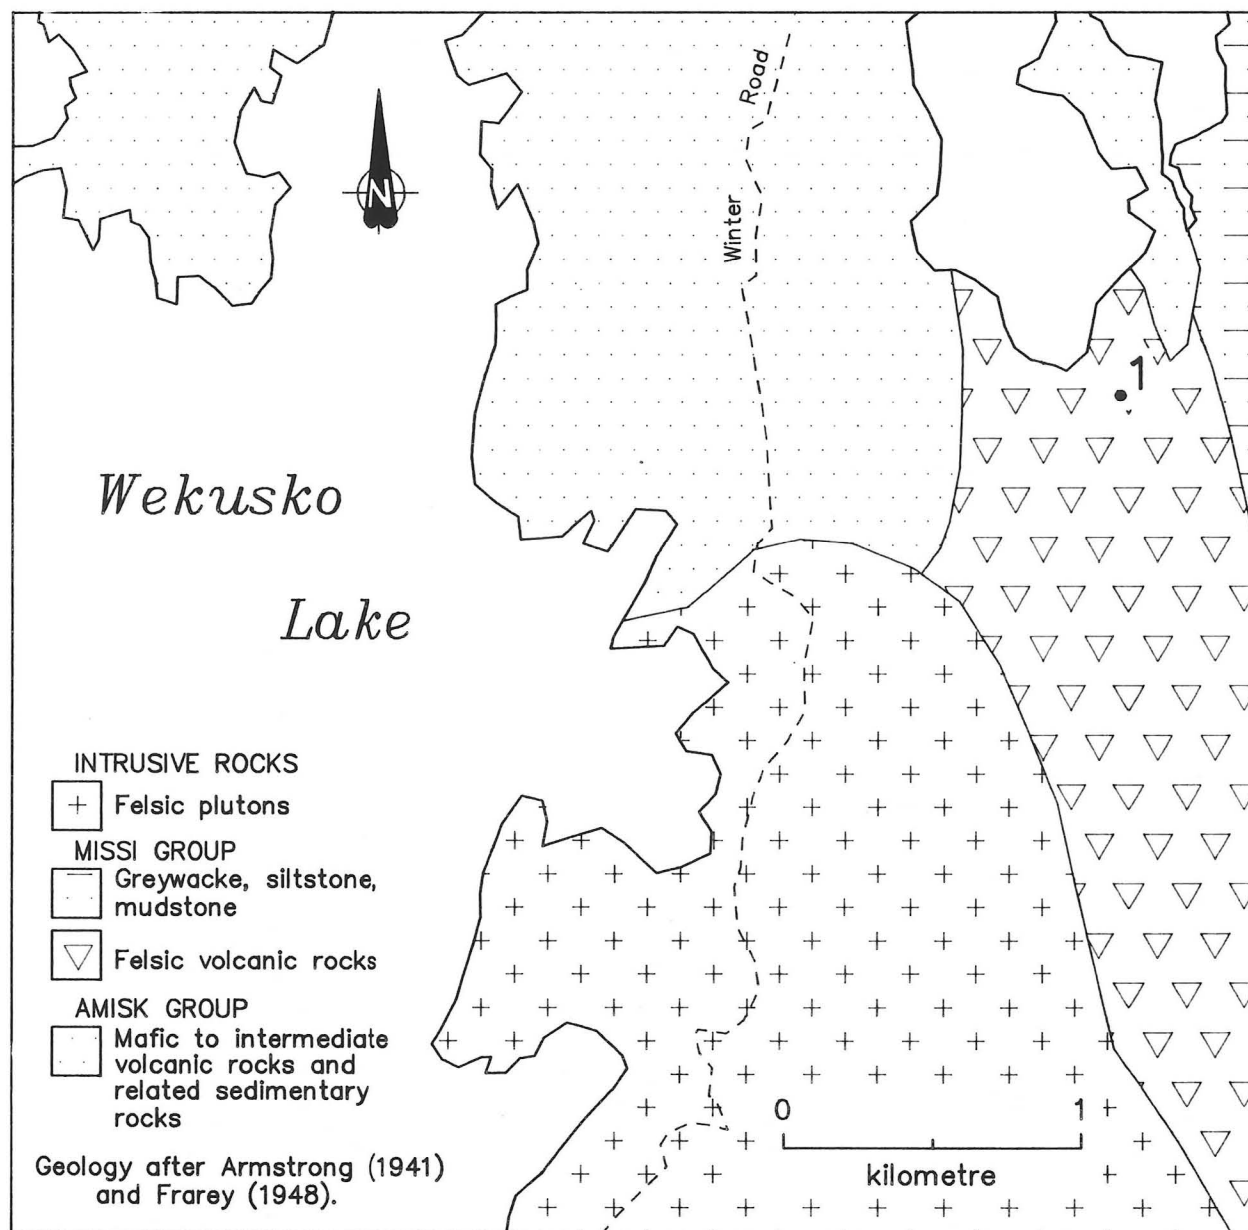 Road
Winter
N
1
Wekusko
Lake
INTRUSIVE ROCKS
Felsic plutons
MISSI GROUP
Greywacke, siltstone,
mudstone
Felsic volcanic rocks
AMISK GROUP
Mafic to intermediate
volcanic rocks and
related sedimentary
rocks
Geology after Armstrong (1941)
and Frarey (1948).
0 1
kilometre